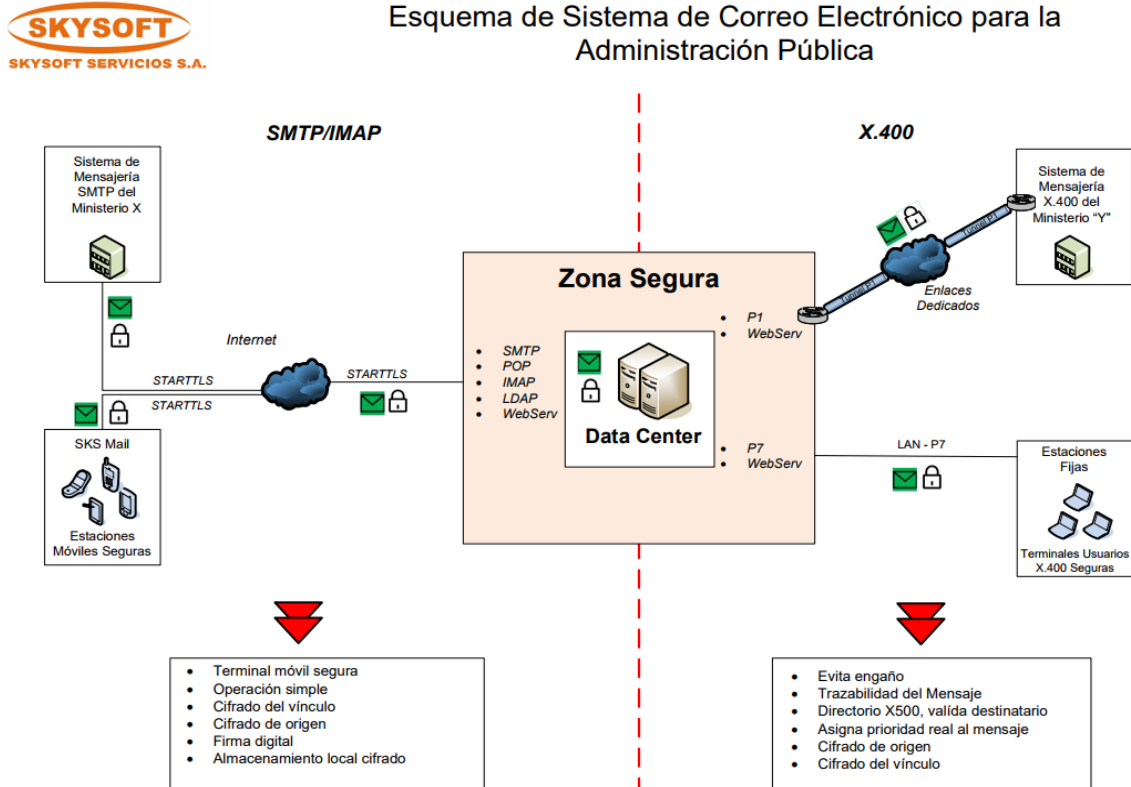 SKYSOFT
SKYSOFT SERVICIOS S.A.
Esquema de Sistema de Correo Electrónico para la
Administración Pública
SMTP/IMAP
X.400
Sistema de
Mensajería
SMTP del
Ministerio X
Sistema de
Mensajería
X.400 del
Ministerio “Y”
Tunnel P1
Tunnel P1
Enlaces
Dedicados
Zona Segura
P1
WebServ
Internet
STARTTLS
STARTTLS
STARTTLS
• SMTP
• POP
• IMAP
• LDAP
• WebServ
Data Center
• P7
• WebServ
LAN - P7
SKS Mail
Estaciones
Móviles Seguras
Estaciones
Fijas
Terminales Usuarios
X.400 Seguras
• Terminal móvil segura
• Operación simple
• Cifrado del vínculo
• Cifrado de origen
• Firma digital
• Almacenamiento local cifrado
• Evita engaño
• Trazabilidad del Mensaje
• Directorio X500, valída destinatario
• Asigna prioridad real al mensaje
• Cifrado de origen
• Cifrado del vínculo